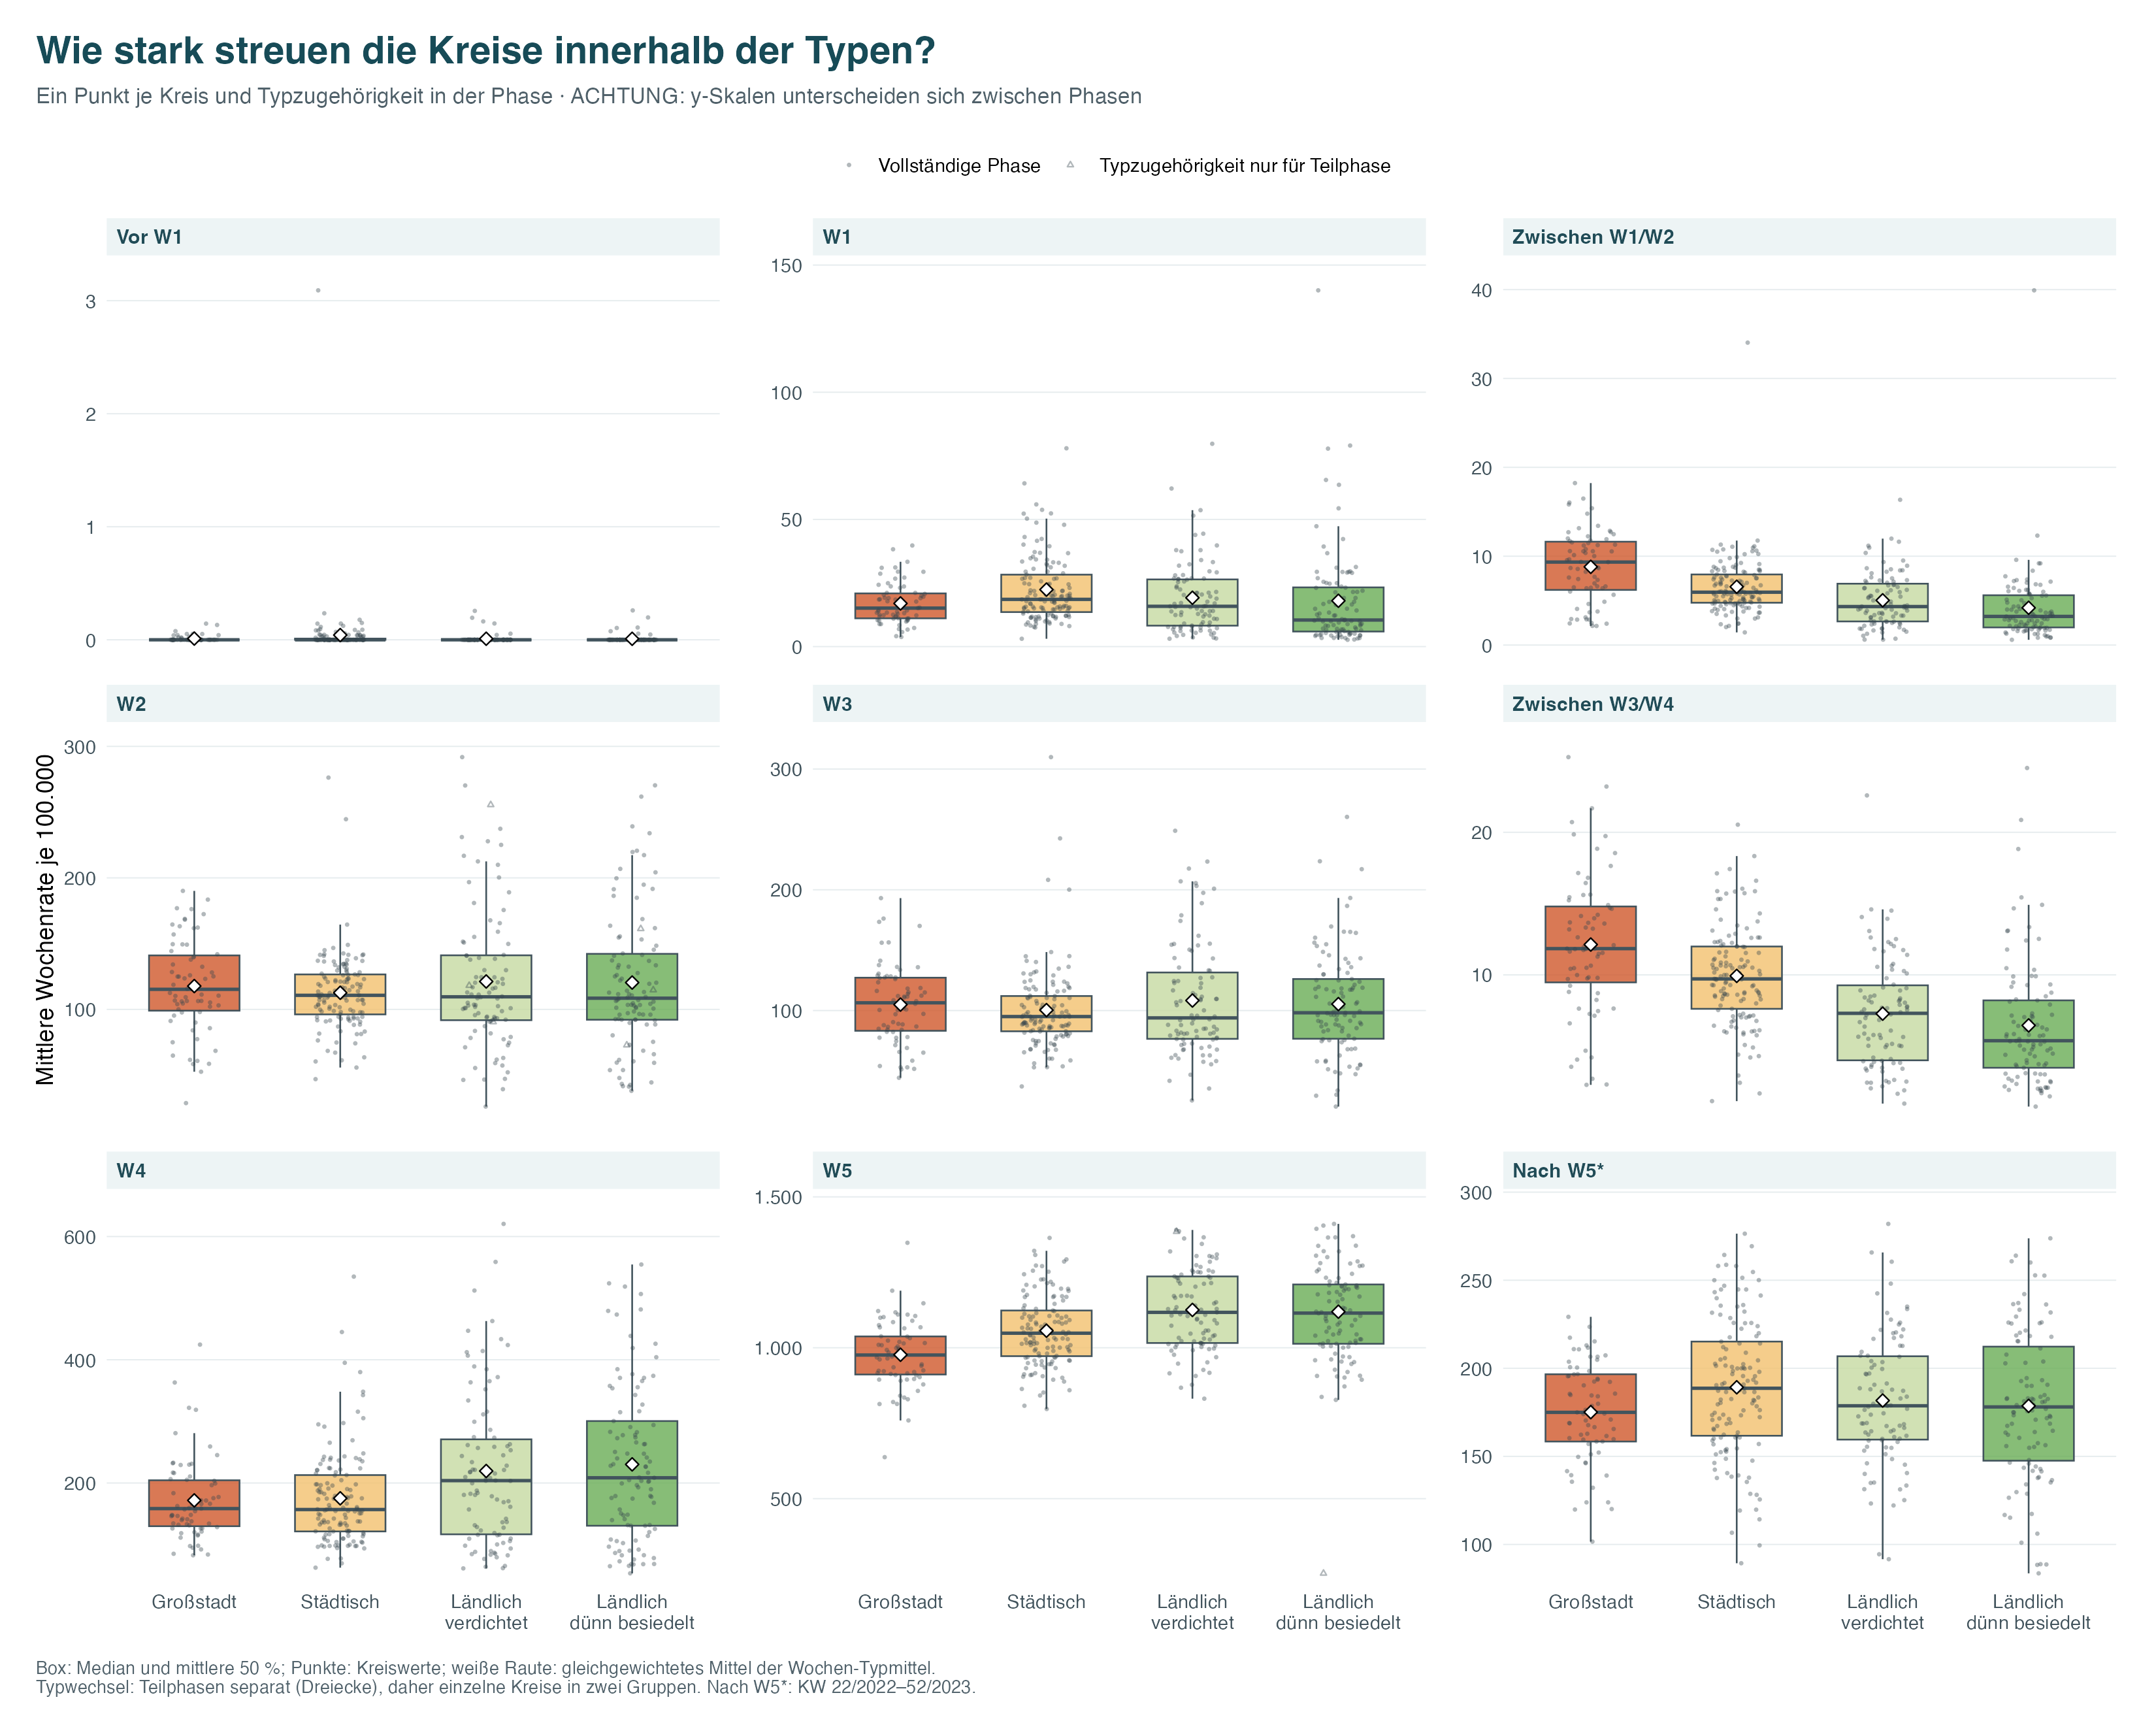 Wie stark streuen die Kreise innerhalb der Typen?
Ein Punkt je Kreis und Typzugehörigkeit in der Phase · ACHTUNG: y-Skalen unterscheiden sich zwischen Phasen
Vollständige Phase
Typzugehörigkeit nur für Teilphase
Mittlere Wochenrate je 100.000
Vor W1
3
2
1
0
W1
150
100
50
0
Zwischen W1/W2
40
30
20
10
0
W2
300
200
100
W3
300
200
100
Zwischen W3/W4
20
10
W4
600
400
200
Großstadt
Städtisch
Ländlich
verdichtet
Ländlich
dünn besiedelt
W5
1.500
1.000
500
Großstadt
Städtisch
Ländlich
verdichtet
Ländlich
dünn besiedelt
Nach W5*
300
250
200
150
100
Großstadt
Städtisch
Ländlich
verdichtet
Ländlich
dünn besiedelt
Box: Median und mittlere 50 %; Punkte: Kreiswerte; weiße Raute: gleichgewichtetes Mittel der Wochen-Typmittel.
Typwechsel: Teilphasen separat (Dreiecke), daher einzelne Kreise in zwei Gruppen. Nach W5*: KW 22/2022–52/2023.